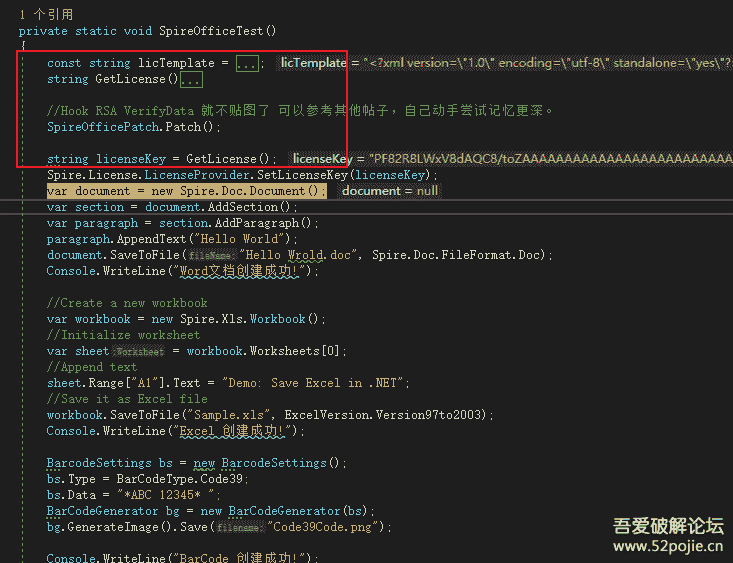 1 个引用
private static void SpireOfficeTest()
{
const string licTemplate = ...; licTemplate = "<?xml version=\"1.0\" encoding=\"utf-8\" standalone=\"yes\"?
string GetLicense()...
//Hook RSA VerifyData 就不贴图了 可以参考其他帖子，自己动手尝试记忆更深。
SpireOfficePatch.Patch();
string licenseKey = GetLicense(); licenseKey = "PF82R8LWxV8dAQC8/toZAAAAAAAAAAAAAAAAAAAAAAAAA
Spire.License.LicenseProvider.SetLicenseKey(licenseKey);
var document = new Spire.Doc.Document(); document = null
var section = document.AddSection();
var paragraph = section.AddParagraph();
paragraph.AppendText("Hello World");
document.SaveToFile(fileName:"Hello Wrold.doc", Spire.Doc.FileFormat.Doc);
Console.WriteLine("Word文档创建成功!");
//Create a new workbook
var workbook = new Spire.Xls.Workbook();
//Initialize worksheet
var sheet:Worksheet = workbook.Worksheets[0];
//Append text
sheet.Range["A1"].Text = "Demo: Save Excel in .NET";
//Save it as Excel file
workbook.SaveToFile("Sample.xls", ExcelVersion.Version97to2003);
Console.WriteLine("Excel 创建成功!");
BarcodeSettings bs = new BarcodeSettings();
bs.Type = BarCodeType.Code39;
bs.Data = "*ABC 12345* ";
BarCodeGenerator bg = new BarCodeGenerator(bs);
bg.GenerateImage().Save(filename:"Code39Code.png");
Console.WriteLine("BarCode 创建成功!");
吾爱破解论坛
www.52pojie.cn